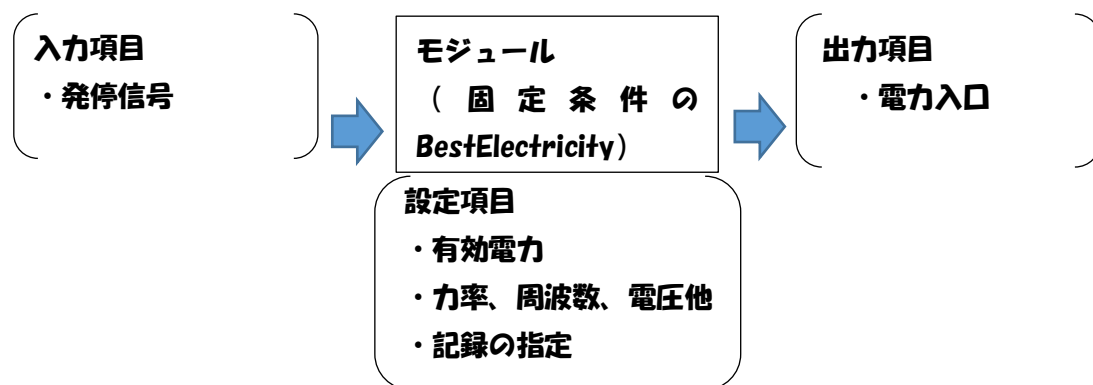 入力項目
・発停信号
モジュール
（固定条件の
BestElectricity）
設定項目
・有効電力
・力率、周波数、電圧他
・記録の指定
出力項目
・電力入口